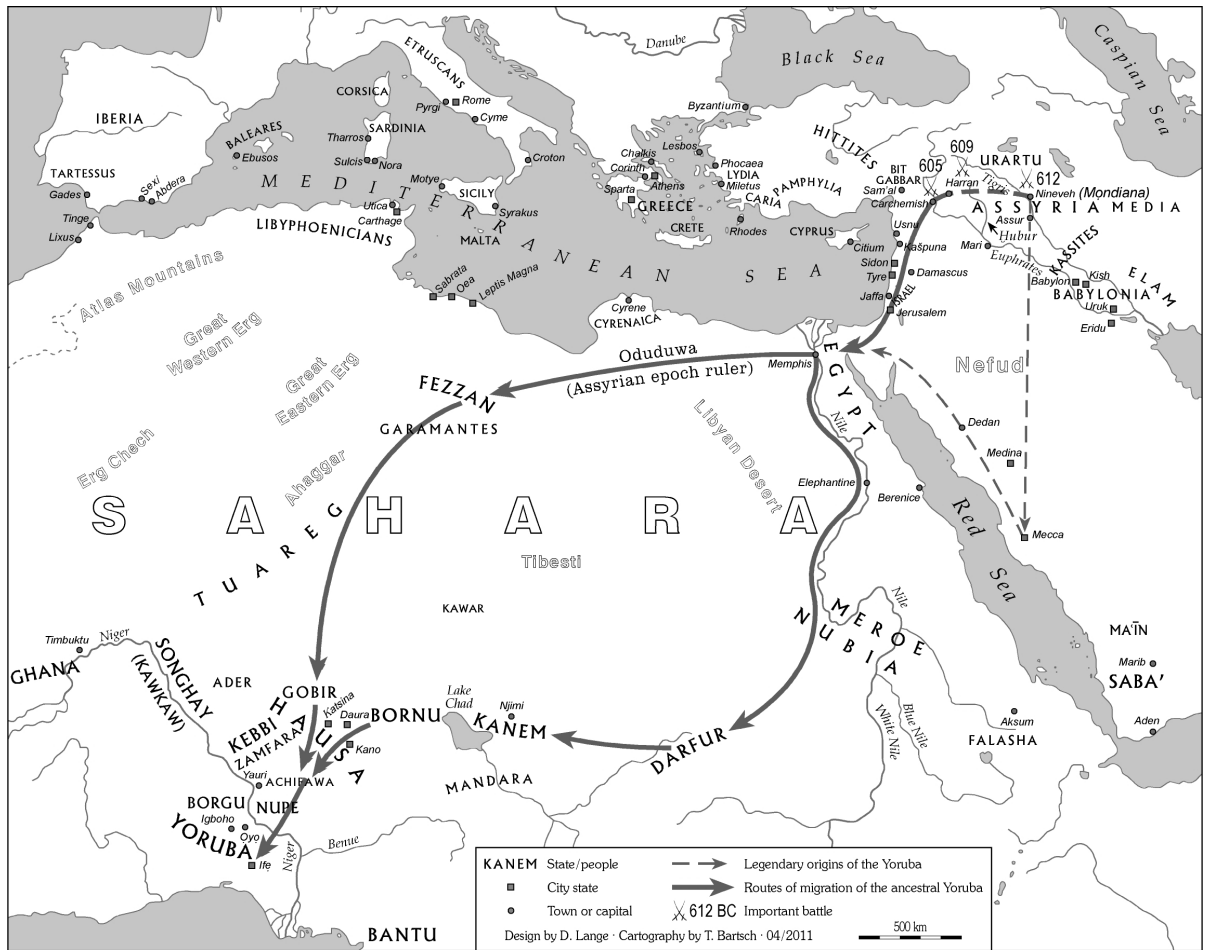 Danube
Black Sea
Caspian Sea
ETRUSCANS
CORSICA
Pyrgi
Rome
Cyme
Byzantium
IBERIA
BALEARES
Ebusos
Tharros
SARDINIA
Sulcis
Nora
Croton
Lesbos
Chalkis
Corinth
Athens
Sparta
GREECE
Phocaea
LYDIA
Miletus
CARIA
PAMPHYLIA
HITTITES
BIT
GABBAR
605
609
URARTU
612
Sam'al
Harran
Tigris
Nineveh (Mondiana)
Carchemish
ASSYRIA
MEDIA
Assur
TARTESSUS
Gades
Sexi
Abdera
Tinge
Lixus
MEDITERRANEAN SEA
Motye
SICILY
Utica
Carthage
Syrakus
LIBYPHOENICIANS
MALTA
CRETE
Rhodes
CYPRUS
Citium
Usnu
Kašpuna
Sidon
Tyre
Damascus
Jaffa
ISRAEL
Jerusalem
Mari
Hubur
Euphrates
KASSITES
Babylon
Kish
BABYLONIA
Uruk
Eridu
ELAM
Atlas Mountains
Sabrata
Oea
Leptis Magna
Cyrene
CYRENAICA
Great
Western Erg
Great
Eastern Erg
Oduduwa
(Assyrian epoch ruler)
Memphis
EGYPT
Nefud
FEZZAN
GARAMANTES
Libyan Desert
Nile
Dedan
Medina
Erg Chech
Ahaggar
Elephantine
Berenice
SAHARA
Red Sea
Mecca
TUAREG
Tibesti
KAWAR
MEROE
NUBIA
Nile
MA'ĪN
Marib
SABA'
Timbuktu
Niger
GHANA
SONGHAY
(KAWKAW)
ADER
GOBIR
Katsina
Daura
HAUSA
KEBBI
ZAMFARA
Kano
BORNU
Lake
Chad
Njimi
KANEM
DARFUR
White Nile
Blue Nile
Aksum
FALASHA
Aden
Yauri
ACHIFAWA
MANDARA
BORGU
NUPE
Igboho
Oyo
YORUBA
Ife
Niger
Benue
BANTU
KANEM State/people
City state
Town or capital
Legendary origins of the Yoruba
Routes of migration of the ancestral Yoruba
612 BC Important battle
Design by D. Lange · Cartography by T. Bartsch · 04/2011
500 km